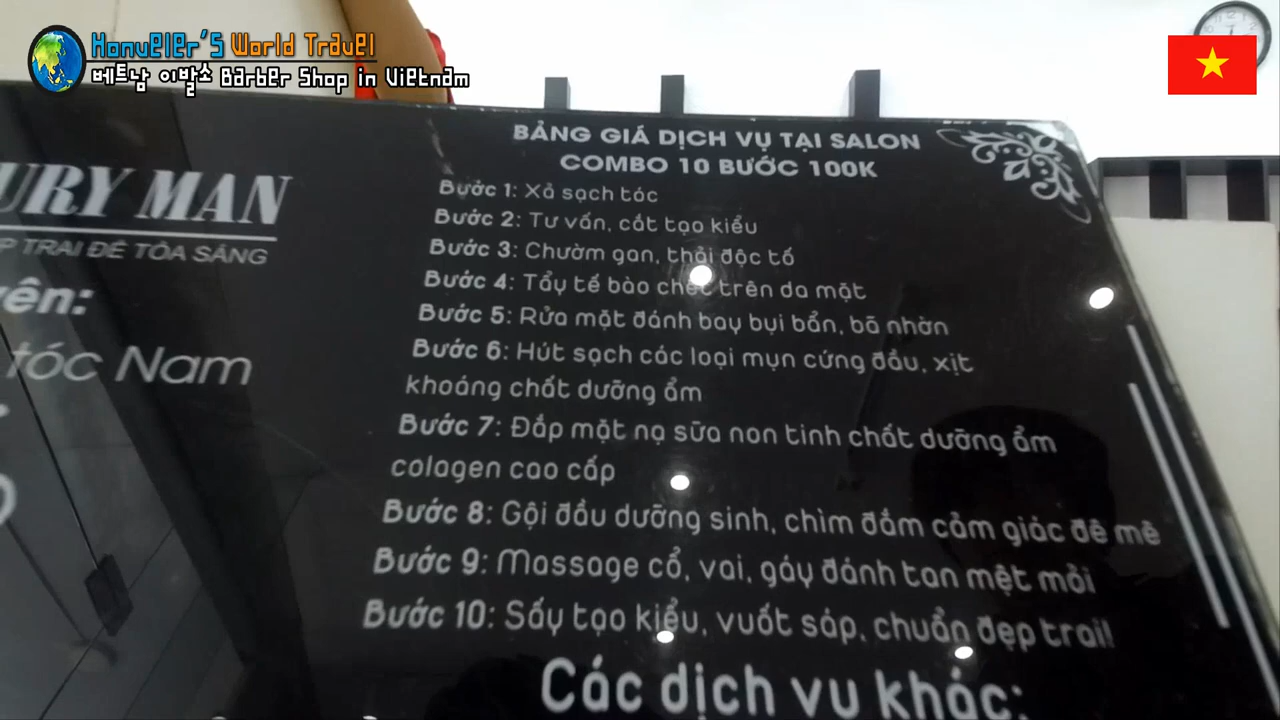 Hanueler's World Travel
베트남 이발소 Barber Shop in Vietnam
URY MAN
TRAI ĐỂ TỎA SÁNG
tóc Nam
BẢNG GIÁ DỊCH VỤ TẠI SALON
COMBO 10 BƯỚC 100K
Bước 1: Xả sạch tóc
Bước 2: Tư vấn, cắt tạo kiểu
Bước 3: Chườm gan, thải độc tố
Bước 4: Tẩy tế bào chết trên da mặt
Bước 5: Rửa mặt đánh bay bụi bẩn, bã nhờn
Bước 6: Hút sạch các loại mụn cứng đầu, xịt
khoáng chất dưỡng ẩm
Bước 7: Đắp mặt nạ sữa non tinh chất dưỡng ẩm
colagen cao cấp
Bước 8: Gội đầu dưỡng sinh, chìm đắm cảm giác đê mê
Bước 9: Massage cổ, vai, gáy đánh tan mệt mỏi
Bước 10: Sấy tạo kiểu, vuốt sáp, chuẩn đẹp trai!
Các dịch vụ khác: